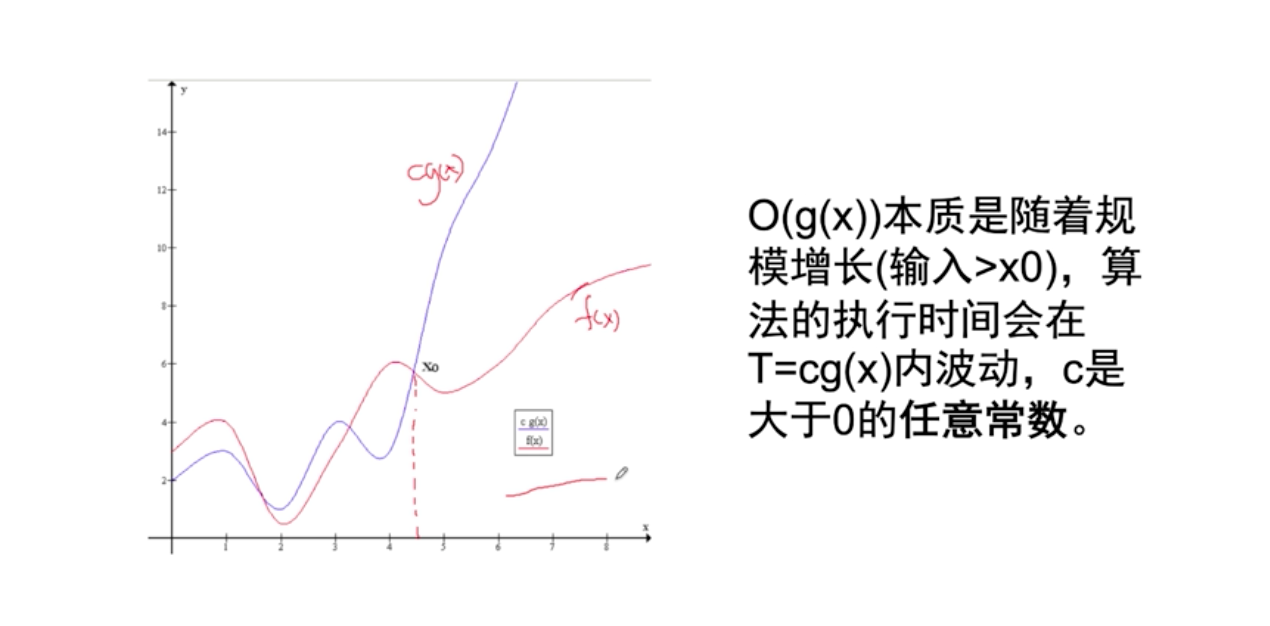 y
14
12
10
8
6
4
2
cg(x)
Xo
f(x)
c g(x)
f(x)
x
1 2 3 4 5 6 7 8
O(g(x))本质是随着规
模增长(输入>x0)，算
法的执行时间会在
T=cg(x)内波动，c是
大于0的任意常数。